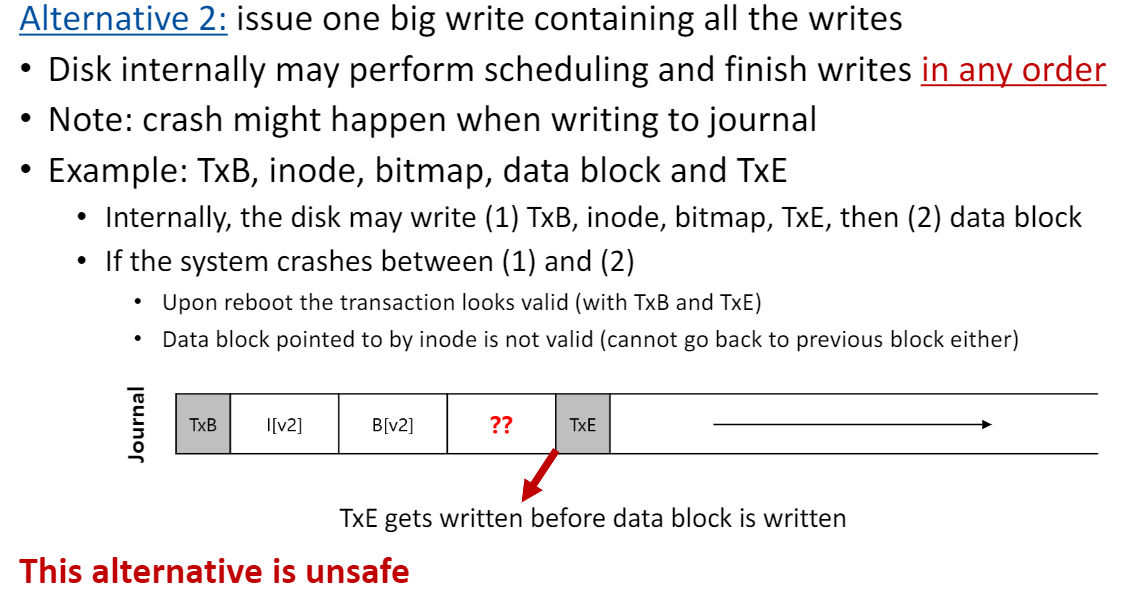 Alternative 2: issue one big write containing all the writes
• Disk internally may perform scheduling and finish writes in any order
• Note: crash might happen when writing to journal
• Example: TxB, inode, bitmap, data block and TxE
• Internally, the disk may write (1) TxB, inode, bitmap, TxE, then (2) data block
• If the system crashes between (1) and (2)
• Upon reboot the transaction looks valid (with TxB and TxE)
• Data block pointed to by inode is not valid (cannot go back to previous block either)
Journal
TxB I[v2] B[v2] ?? TxE
TxE gets written before data block is written
This alternative is unsafe